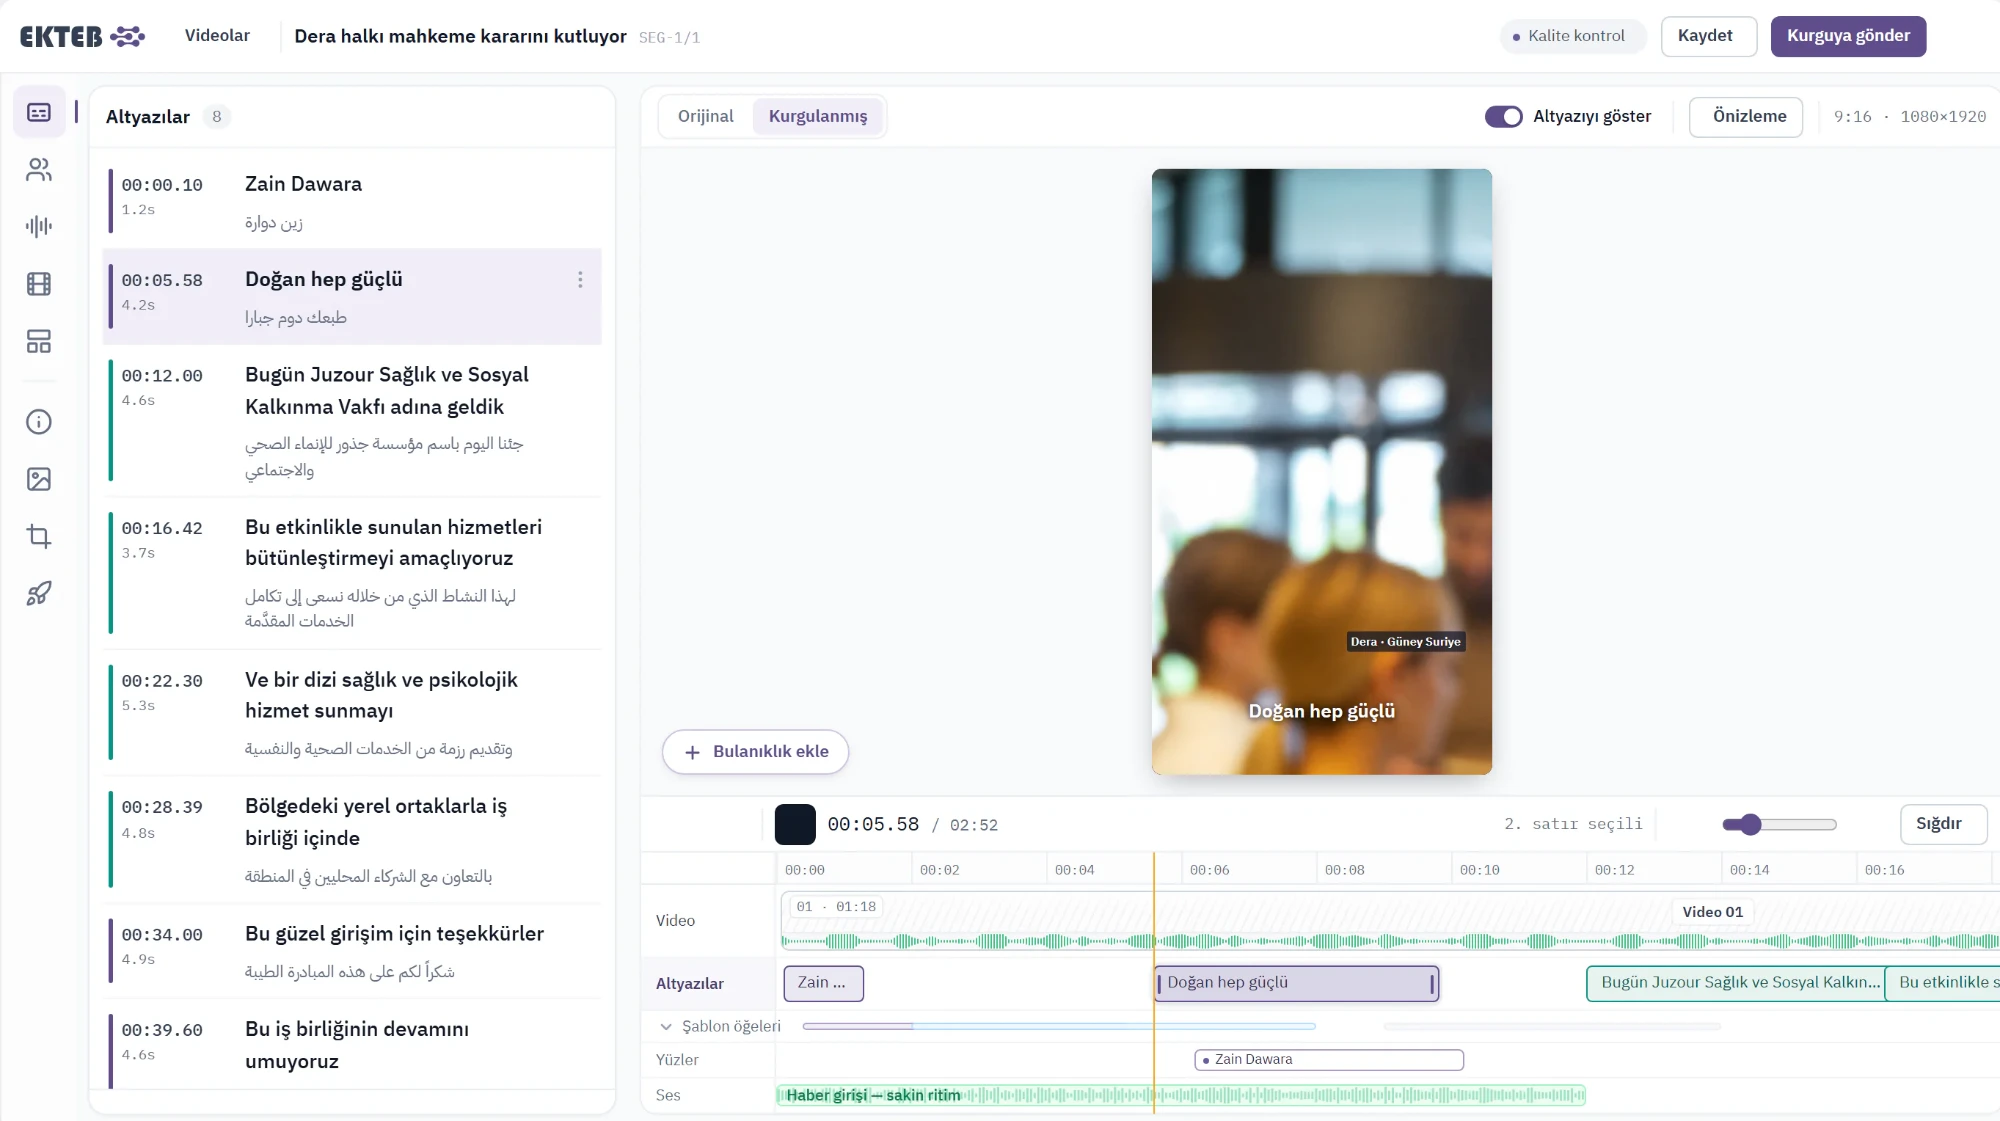 EKTEB
Videolar
Dera halkı mahkeme kararını kutluyor
SEG-1/1
Kalite kontrol
Kaydet
Kurguya gönder
Altyazılar
8
00:00.10
1.2s
Zain Dawara
زين دوارة
00:05.58
4.2s
Doğan hep güçlü
طبعك دوم جبارا
00:12.00
4.6s
Bugün Juzour Sağlık ve Sosyal
Kalkınma Vakfı adına geldik
جئنا اليوم باسم مؤسسة جذور للإنماء الصحي
والاجتماعي
00:16.42
3.7s
Bu etkinlikle sunulan hizmetleri
bütünleştirmeyi amaçlıyoruz
لهذا النشاط الذي من خلاله نسعى إلى تكامل
الخدمات المقدَّمة
00:22.30
5.3s
Ve bir dizi sağlık ve psikolojik
hizmet sunmayı
وتقديم رزمة من الخدمات الصحية والنفسية
00:28.39
4.8s
Bölgedeki yerel ortaklarla iş
birliği içinde
بالتعاون مع الشركاء المحليين في المنطقة
00:34.00
4.9s
Bu güzel girişim için teşekkürler
شكراً لكم على هذه المبادرة الطيبة
00:39.60
4.6s
Bu iş birliğinin devamını
umuyoruz
Orijinal
Kurgulanmış
Altyazıyı göster
Önizleme
9:16 · 1080×1920
Dera · Güney Suriye
Doğan hep güçlü
+ Bulanıklık ekle
00:05.58 / 02:52
2. satır seçili
Sığdır
00:00
00:02
00:04
00:06
00:08
00:10
00:12
00:14
00:16
Video
01 · 01:18
Video 01
Altyazılar
Zain ...
Doğan hep güçlü
Bugün Juzour Sağlık ve Sosyal Kalkın...
Bu etkinlikle s
Şablon öğeleri
Yüzler
Zain Dawara
Ses
Haber girişi — sakin ritim